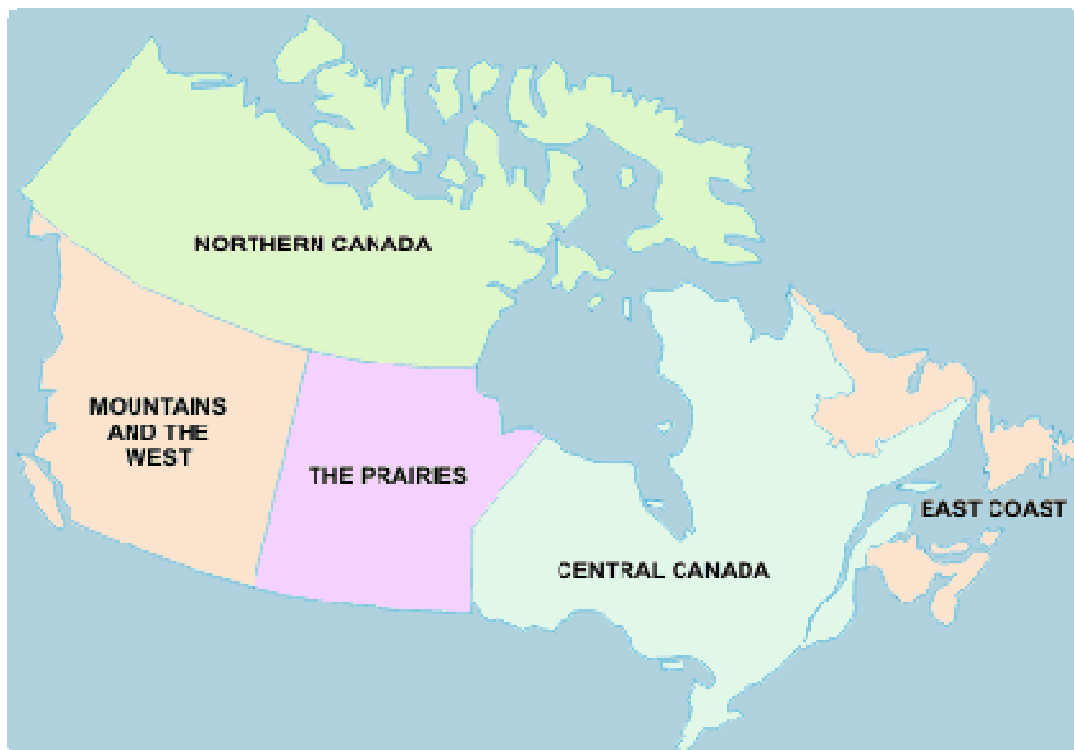 NORTHERN CANADA
MOUNTAINS
AND THE
WEST
THE PRAIRIES
EAST COAST
CENTRAL CANADA